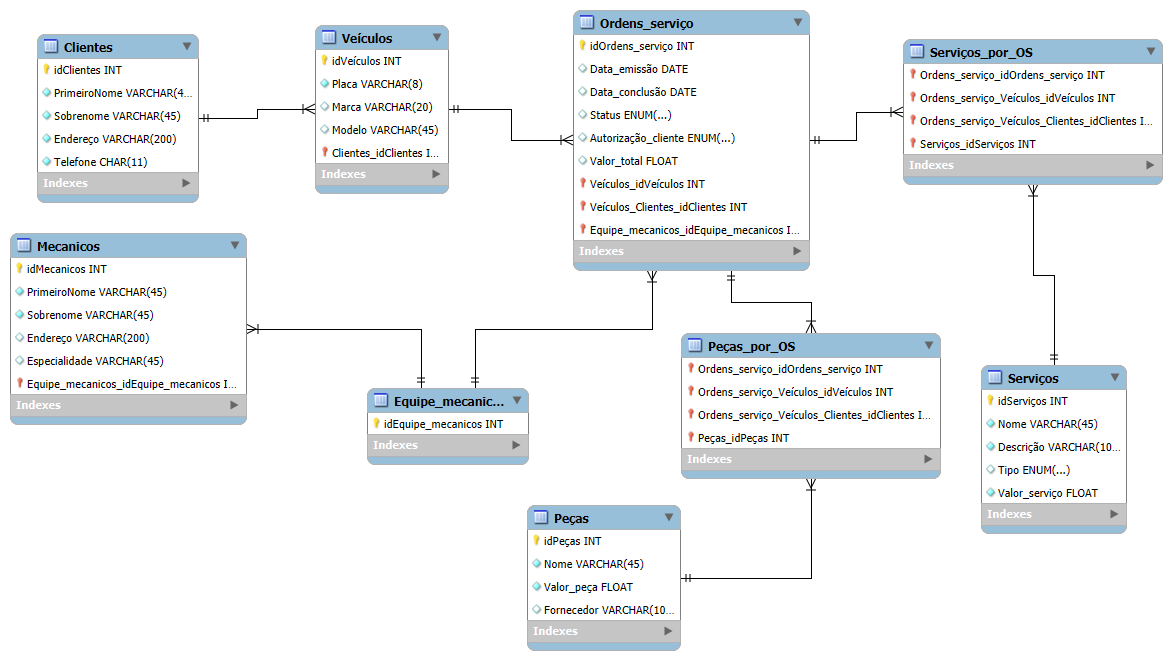 Clientes
idClientes INT
PrimeiroNome VARCHAR(4...
Sobrenome VARCHAR(45)
Endereço VARCHAR(200)
Telefone CHAR(11)
Indexes
Veículos
idVeículos INT
Placa VARCHAR(8)
Marca VARCHAR(20)
Modelo VARCHAR(45)
Clientes_idClientes I...
Indexes
Ordens_serviço
idOrdens_serviço INT
Data_emissão DATE
Data_conclusão DATE
Status ENUM(...)
Autorização_cliente ENUM(...)
Valor_total FLOAT
Veículos_idVeículos INT
Veículos_Clientes_idClientes INT
Equipe_mecanicos_idEquipe_mecanicos I...
Indexes
Serviços_por_OS
Ordens_serviço_idOrdens_serviço INT
Ordens_serviço_Veículos_idVeículos INT
Ordens_serviço_Veículos_Clientes_idClientes I...
Serviços_idServiços INT
Indexes
Mecanicos
idMecanicos INT
PrimeiroNome VARCHAR(45)
Sobrenome VARCHAR(45)
Endereço VARCHAR(200)
Especialidade VARCHAR(45)
Equipe_mecanicos_idEquipe_mecanicos I...
Indexes
Equipe_mecanic...
idEquipe_mecanicos INT
Indexes
Peças_por_OS
Ordens_serviço_idOrdens_serviço INT
Ordens_serviço_Veículos_idVeículos INT
Ordens_serviço_Veículos_Clientes_idClientes I...
Peças_idPeças INT
Indexes
Serviços
idServiços INT
Nome VARCHAR(45)
Descrição VARCHAR(10...
Tipo ENUM(...)
Valor_serviço FLOAT
Indexes
Peças
idPeças INT
Nome VARCHAR(45)
Valor_peça FLOAT
Fornecedor VARCHAR(10...
Indexes